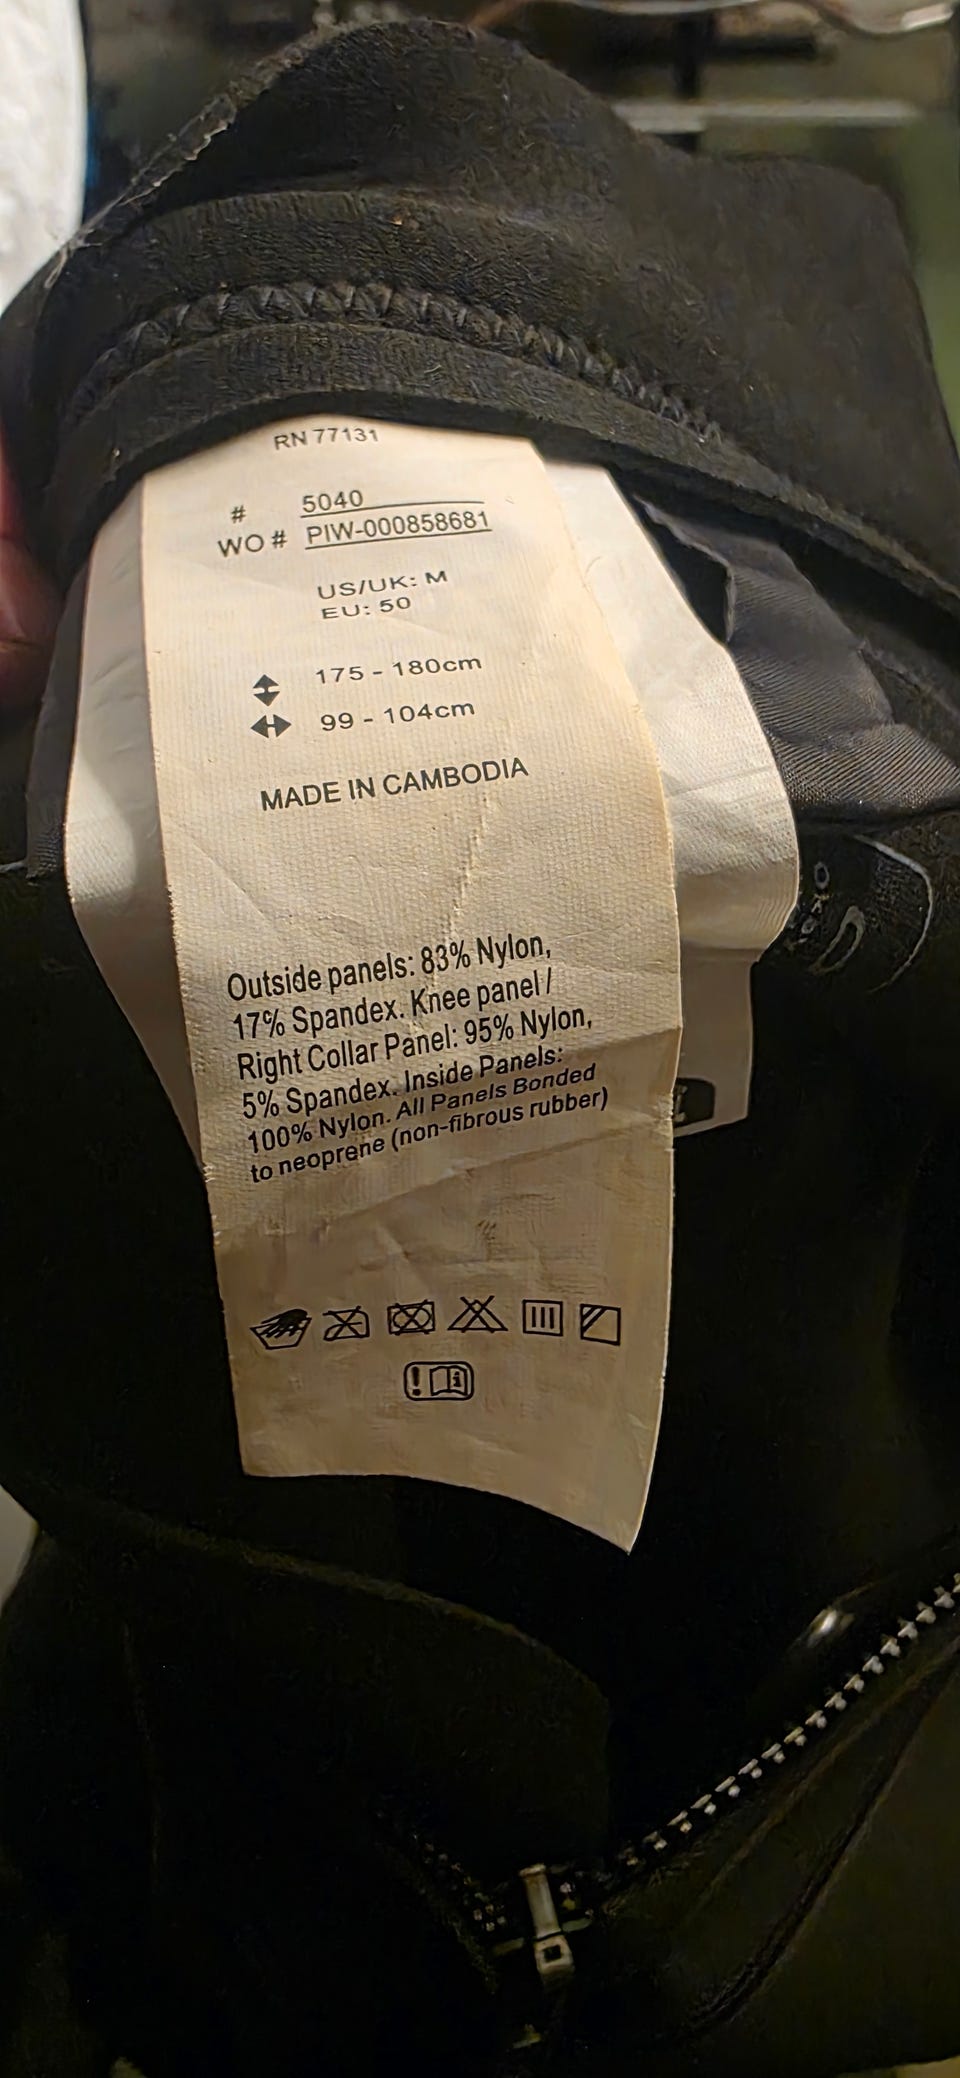 RN 77131
# 5040
WO # PIW-000858681
US/UK: M
EU: 50
175 - 180cm
99 - 104cm
MADE IN CAMBODIA
Outside panels: 83% Nylon,
17% Spandex. Knee panel /
Right Collar Panel: 95% Nylon,
5% Spandex. Inside Panels:
100% Nylon. All Panels Bonded
to neoprene (non-fibrous rubber)